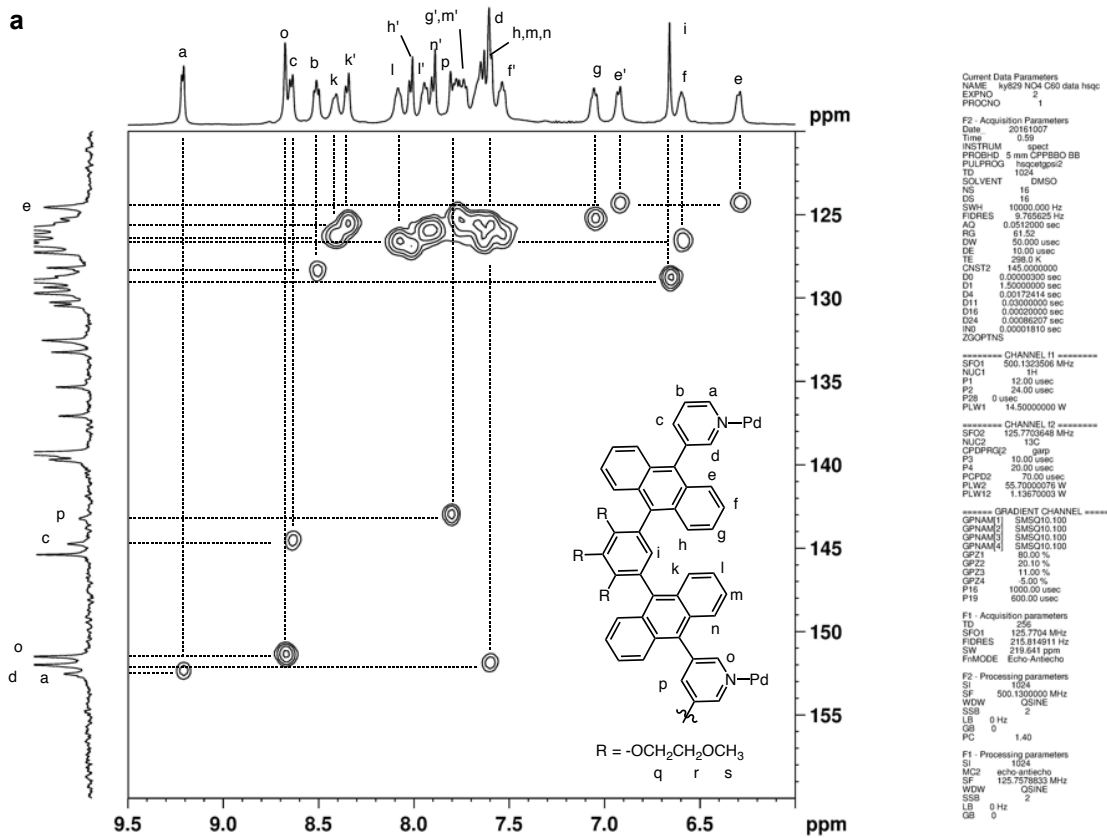 a
a
o
c
b
k
k'
h'
l
l'
n'
p
g',m'
d
h,m,n
f'
g
e'
i
f
e
ppm
ppm
e
p
c
o
d a
125
130
135
140
145
150
155
9.5 9.0 8.5 8.0 7.5 7.0 6.5 ppm
b a
c
N Pd
d
e
f
g
h
R
R
R
i
k
l
m
n
o
N Pd
p
R = -OCH2CH2OCH3
q r s
Current Data Parameters
NAME ky829 NO4 C60 data hsqc
EXPNO 2
PROCNO 1
F2 - Acquisition Parameters
Date_ 20161007
Time 0.59
INSTRUM spect
PROBHD 5 mm CPPBBO BB
PULPROG hsqcetgpsi2
TD 1024
SOLVENT DMSO
NS 16
DS 16
SWH 10000.000 Hz
FIDRES 9.765625 Hz
AQ 0.0512000 sec
RG 61.52
DW 50.000 usec
DE 10.00 usec
TE 298.0 K
CNST2 145.0000000
D0 0.00000300 sec
D1 1.50000000 sec
D4 0.00172414 sec
D11 0.03000000 sec
D16 0.00020000 sec
D24 0.00086207 sec
IN0 0.00001810 sec
ZGOPTNS
======== CHANNEL f1 ========
SFO1 500.1323506 MHz
NUC1 1H
P1 12.00 usec
P2 24.00 usec
P28 0 usec
PLW1 14.50000000 W
======== CHANNEL f2 ========
SFO2 125.7703648 MHz
NUC2 13C
CPDPRG[2 garp
P3 10.00 usec
P4 20.00 usec
PCPD2 70.00 usec
PLW2 55.70000076 W
PLW12 1.13670003 W
====== GRADIENT CHANNEL =====
GPNAM[1] SMSQ10.100
GPNAM[2] SMSQ10.100
GPNAM[3] SMSQ10.100
GPNAM[4] SMSQ10.100
GPZ1 80.00 %
GPZ2 20.10 %
GPZ3 11.00 %
GPZ4 -5.00 %
P16 1000.00 usec
P19 600.00 usec
F1 - Acquisition parameters
TD 256
SFO1 125.7704 MHz
FIDRES 215.814911 Hz
SW 219.641 ppm
FnMODE Echo-Antiecho
F2 - Processing parameters
SI 1024
SF 500.1300000 MHz
WDW QSINE
SSB 2
LB 0 Hz
GB 0
PC 1.40
F1 - Processing parameters
SI 1024
MC2 echo-antiecho
SF 125.7578833 MHz
WDW QSINE
SSB 2
LB 0 Hz
GB 0